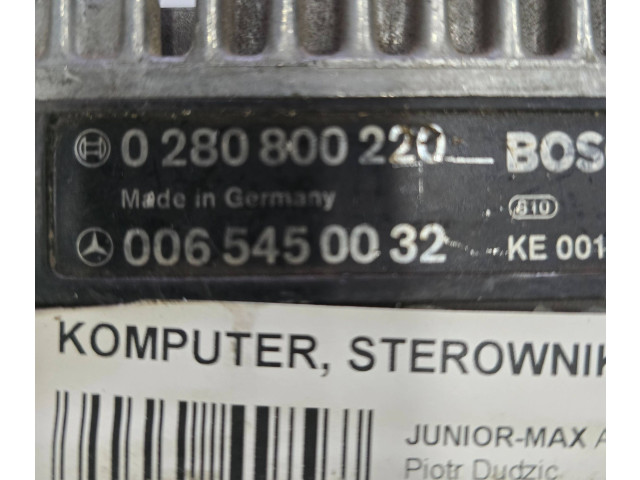 0 280 800 220 BOS
Made in Germany 610
006 545 00 32 KE 001
KOMPUTER, STEROWNIK
JUNIOR-MAX A
Piotr Dudzic